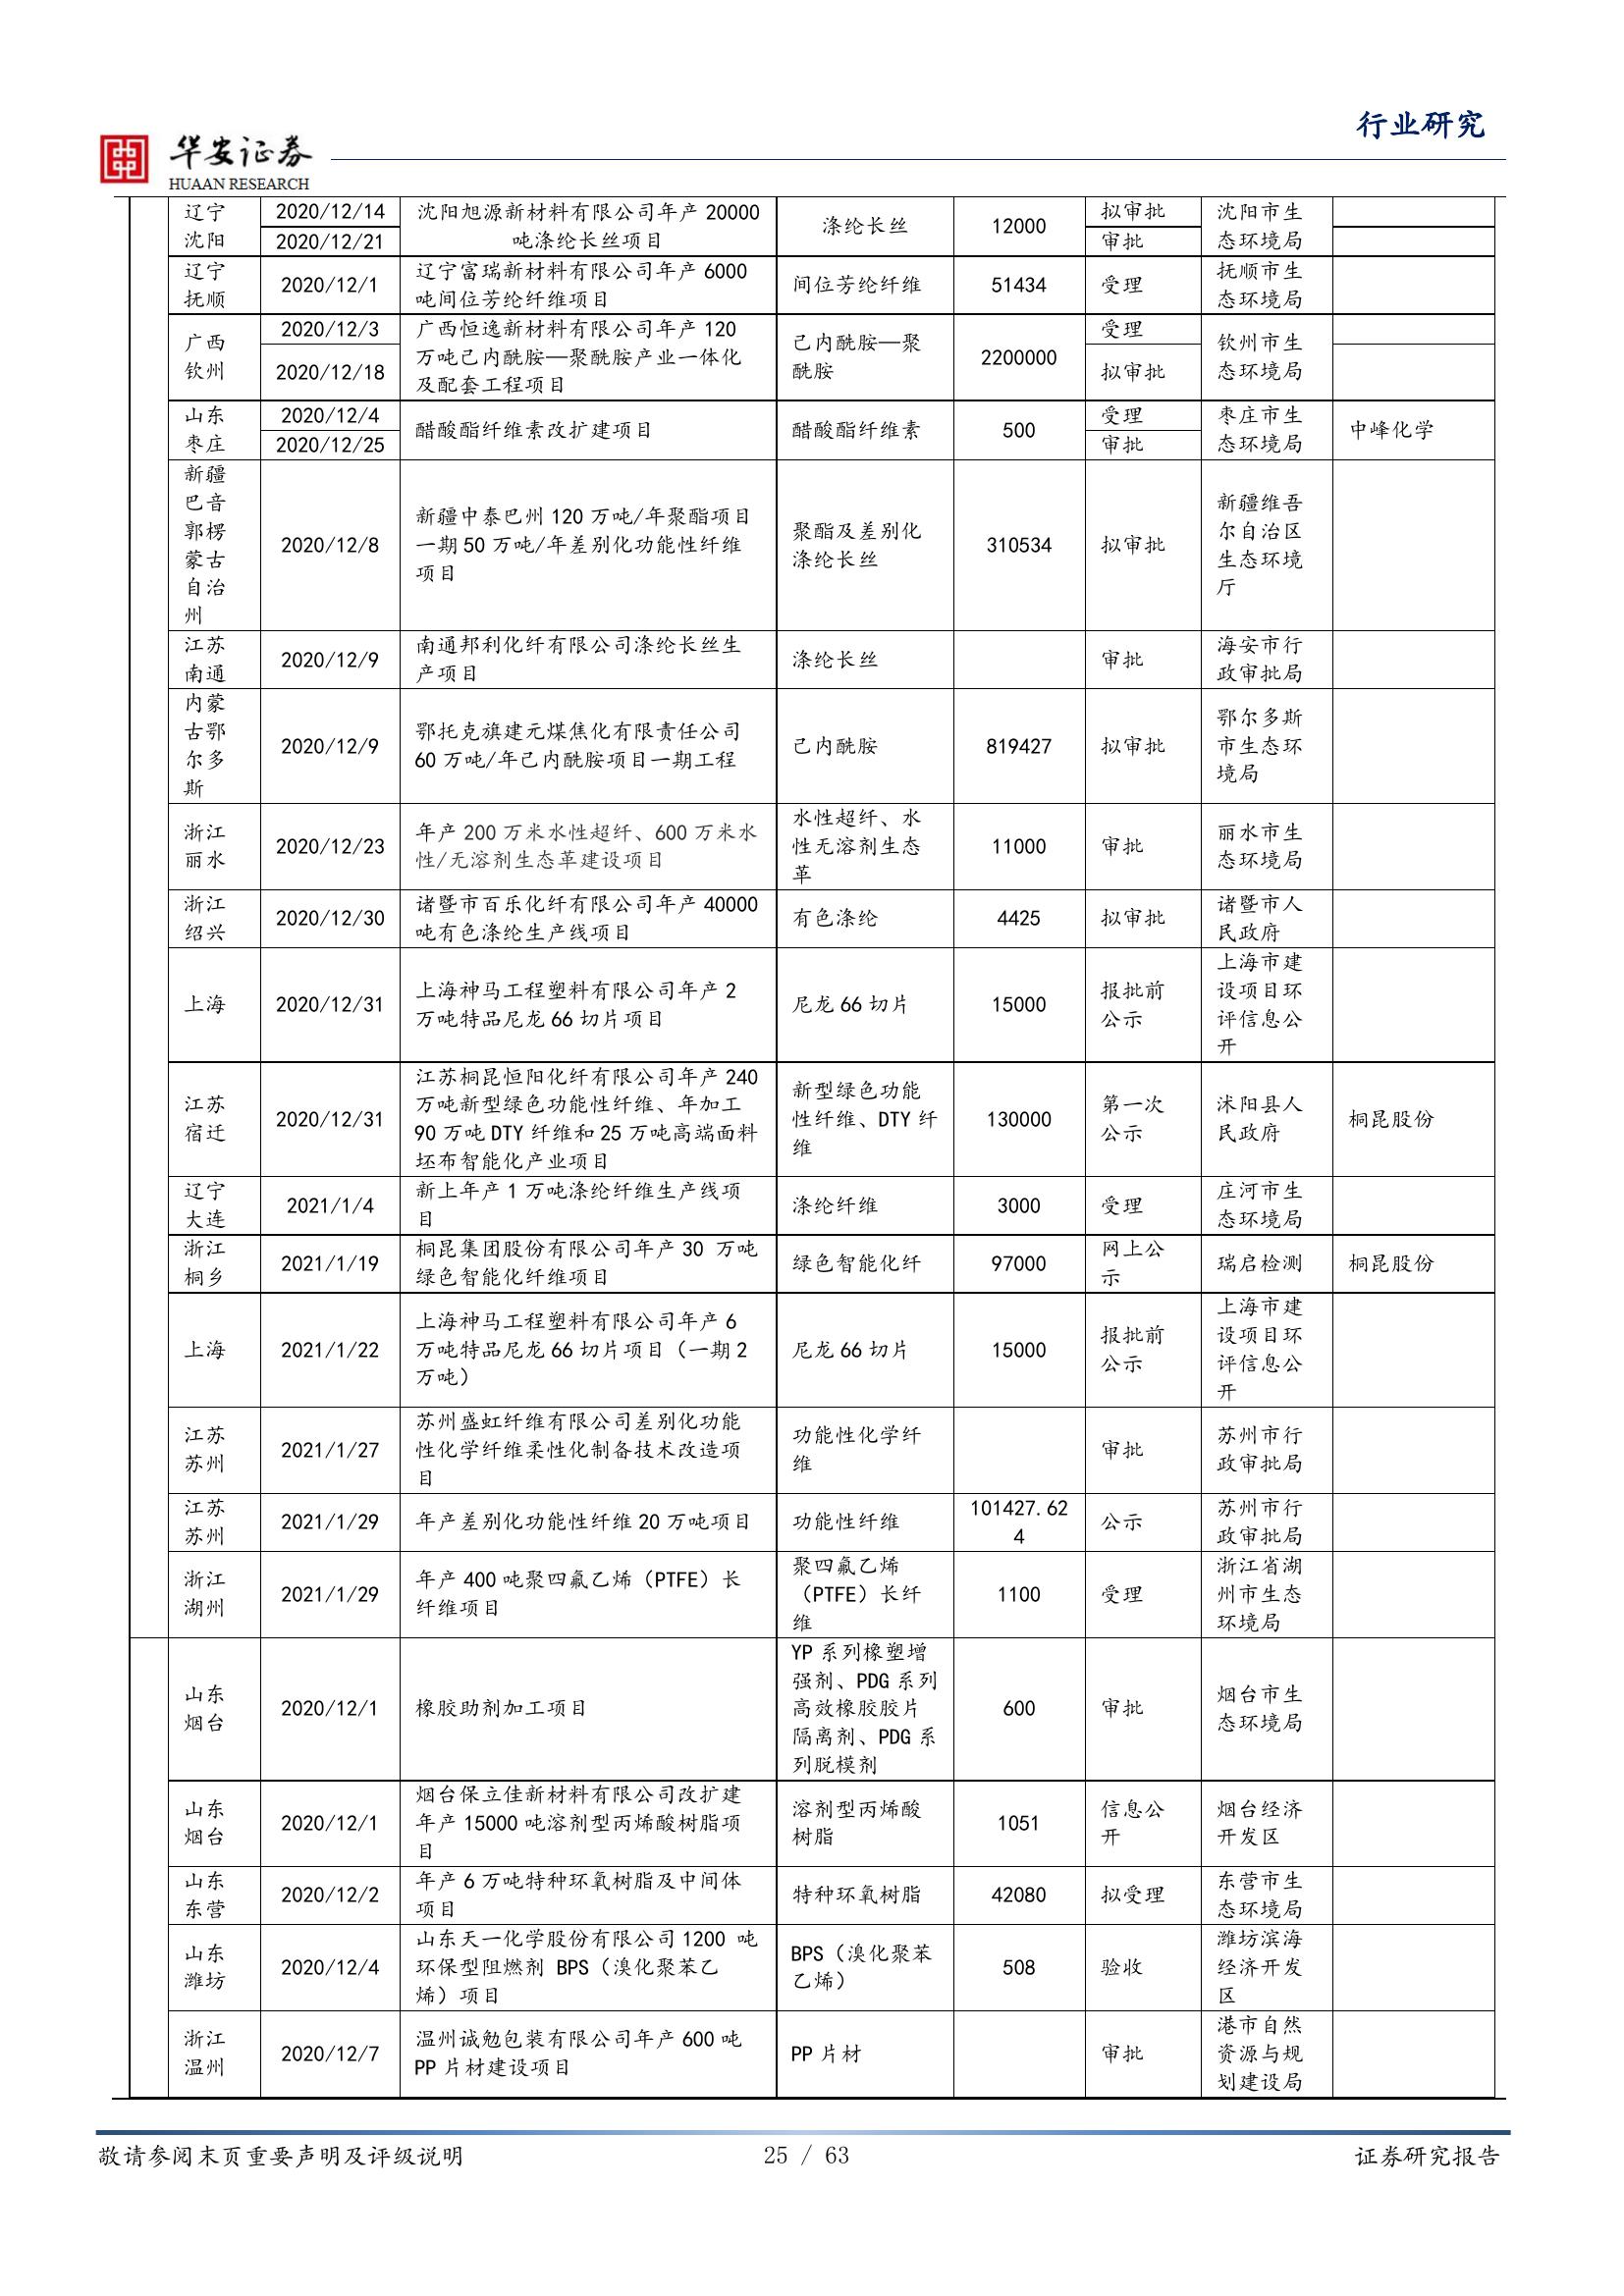 行业研究
华安证券
HUAAN RESEARCH
辽宁
沈阳
2020/12/14
2020/12/21
沈阳旭源新材料有限公司年产 20000
吨涤纶长丝项目
涤纶长丝
12000
拟审批
审批
沈阳市生
态环境局
辽宁
抚顺
2020/12/1
辽宁富瑞新材料有限公司年产 6000
吨间位芳纶纤维项目
间位芳纶纤维
51434
受理
抚顺市生
态环境局
广西
钦州
2020/12/3
2020/12/18
广西恒逸新材料有限公司年产 120
万吨己内酰胺—聚酰胺产业一体化
及配套工程项目
己内酰胺—聚
酰胺
2200000
受理
拟审批
钦州市生
态环境局
山东
枣庄
2020/12/4
2020/12/25
醋酸酯纤维素改扩建项目
醋酸酯纤维素
500
受理
审批
枣庄市生
态环境局
中峰化学
新疆
巴音
郭楞
蒙古
自治
州
2020/12/8
新疆中泰巴州 120 万吨/年聚酯项目
一期 50 万吨/年差别化功能性纤维
项目
聚酯及差别化
涤纶长丝
310534
拟审批
新疆维吾
尔自治区
生态环境
厅
江苏
南通
2020/12/9
南通邦利化纤有限公司涤纶长丝生
产项目
涤纶长丝
审批
海安市行
政审批局
内蒙
古鄂
尔多
斯
2020/12/9
鄂托克旗建元煤焦化有限责任公司
60 万吨/年己内酰胺项目一期工程
己内酰胺
819427
拟审批
鄂尔多斯
市生态环
境局
浙江
丽水
2020/12/23
年产 200 万米水性超纤、600 万米水
性/无溶剂生态革建设项目
水性超纤、水
性无溶剂生态
革
11000
审批
丽水市生
态环境局
浙江
绍兴
2020/12/30
诸暨市百乐化纤有限公司年产 40000
吨有色涤纶生产线项目
有色涤纶
4425
拟审批
诸暨市人
民政府
上海
2020/12/31
上海神马工程塑料有限公司年产 2
万吨特品尼龙 66 切片项目
尼龙 66 切片
15000
报批前
公示
上海市建
设项目环
评信息公
开
江苏
宿迁
2020/12/31
江苏桐昆恒阳化纤有限公司年产 240
万吨新型绿色功能性纤维、年加工
90 万吨 DTY 纤维和 25 万吨高端面料
坯布智能化产业项目
新型绿色功能
性纤维、DTY 纤
维
130000
第一次
公示
沭阳县人
民政府
桐昆股份
辽宁
大连
2021/1/4
新上年产 1 万吨涤纶纤维生产线项
目
涤纶纤维
3000
受理
庄河市生
态环境局
浙江
桐乡
2021/1/19
桐昆集团股份有限公司年产 30 万吨
绿色智能化纤维项目
绿色智能化纤
97000
网上公
示
瑞启检测
桐昆股份
上海
2021/1/22
上海神马工程塑料有限公司年产 6
万吨特品尼龙 66 切片项目（一期 2
万吨）
尼龙 66 切片
15000
报批前
公示
上海市建
设项目环
评信息公
开
江苏
苏州
2021/1/27
苏州盛虹纤维有限公司差别化功能
性化学纤维柔性化制备技术改造项
目
功能性化学纤
维
审批
苏州市行
政审批局
江苏
苏州
2021/1/29
年产差别化功能性纤维 20 万吨项目
功能性纤维
101427.62
4
公示
苏州市行
政审批局
浙江
湖州
2021/1/29
年产 400 吨聚四氟乙烯（PTFE）长
纤维项目
聚四氟乙烯
（PTFE）长纤
维
1100
受理
浙江省湖
州市生态
环境局
山东
烟台
2020/12/1
橡胶助剂加工项目
YP 系列橡塑增
强剂、PDG 系列
高效橡胶胶片
隔离剂、PDG 系
列脱模剂
600
审批
烟台市生
态环境局
山东
烟台
2020/12/1
烟台保立佳新材料有限公司改扩建
年产 15000 吨溶剂型丙烯酸树脂项
目
溶剂型丙烯酸
树脂
1051
信息公
开
烟台经济
开发区
山东
东营
2020/12/2
年产 6 万吨特种环氧树脂及中间体
项目
特种环氧树脂
42080
拟受理
东营市生
态环境局
山东
潍坊
2020/12/4
山东天一化学股份有限公司 1200 吨
环保型阻燃剂 BPS（溴化聚苯乙
烯）项目
BPS（溴化聚苯
乙烯）
508
验收
潍坊滨海
经济开发
区
浙江
温州
2020/12/7
温州诚勉包装有限公司年产 600 吨
PP 片材建设项目
PP 片材
审批
港市自然
资源与规
划建设局
敬请参阅末页重要声明及评级说明
25 / 63
证券研究报告